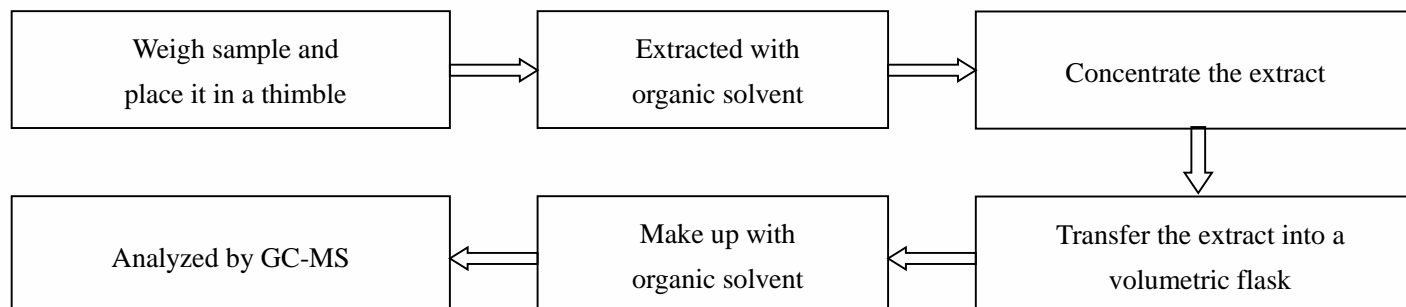 Weigh sample and
place it in a thimble
Extracted with
organic solvent
Concentrate the extract
Transfer the extract into a
volumetric flask
Make up with
organic solvent
Analyzed by GC-MS